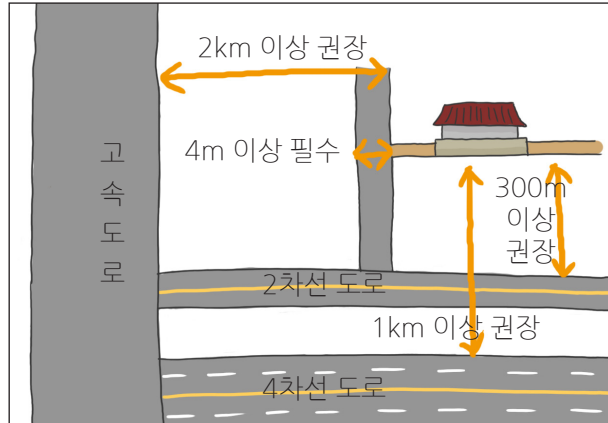 2km 이상 권장
4m 이상 필수
고
속
도
로
300m
이상
권장
2차선 도로
1km 이상 권장
4차선 도로